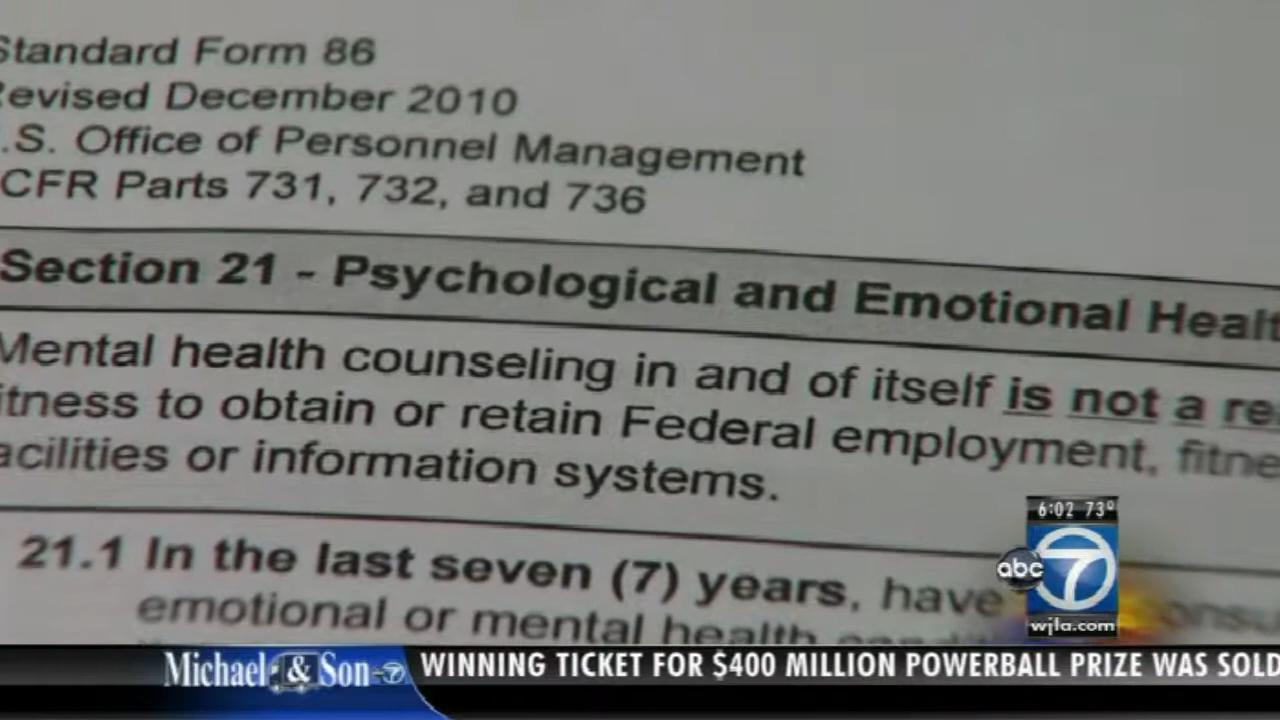 Standard Form 86
Revised December 2010
.S. Office of Personnel Management
CFR Parts 731, 732, and 736
Section 21 - Psychological and Emotional Healt
Mental health counseling in and of itself is not a re
itness to obtain or retain Federal employment, fitne
acilities or information systems.
21.1 In the last seven (7) years, have
emotional or mental health
6:02 73°
abc 7
wjla.com
Michael & Son 7 WINNING TICKET FOR $400 MILLION POWERBALL PRIZE WAS SOLD